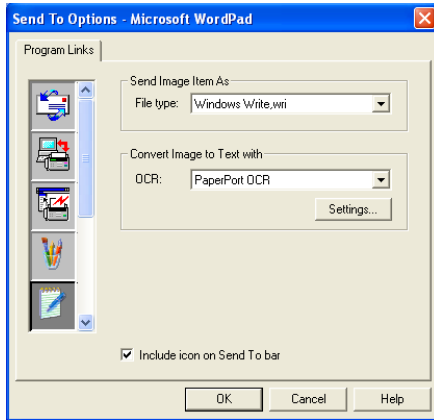 Send To Options - Microsoft WordPad
Program Links
Send Image Item As
File type: Windows Write,wri
Convert Image to Text with
OCR: PaperPort OCR
Settings...
Include icon on Send To bar
OK Cancel Help